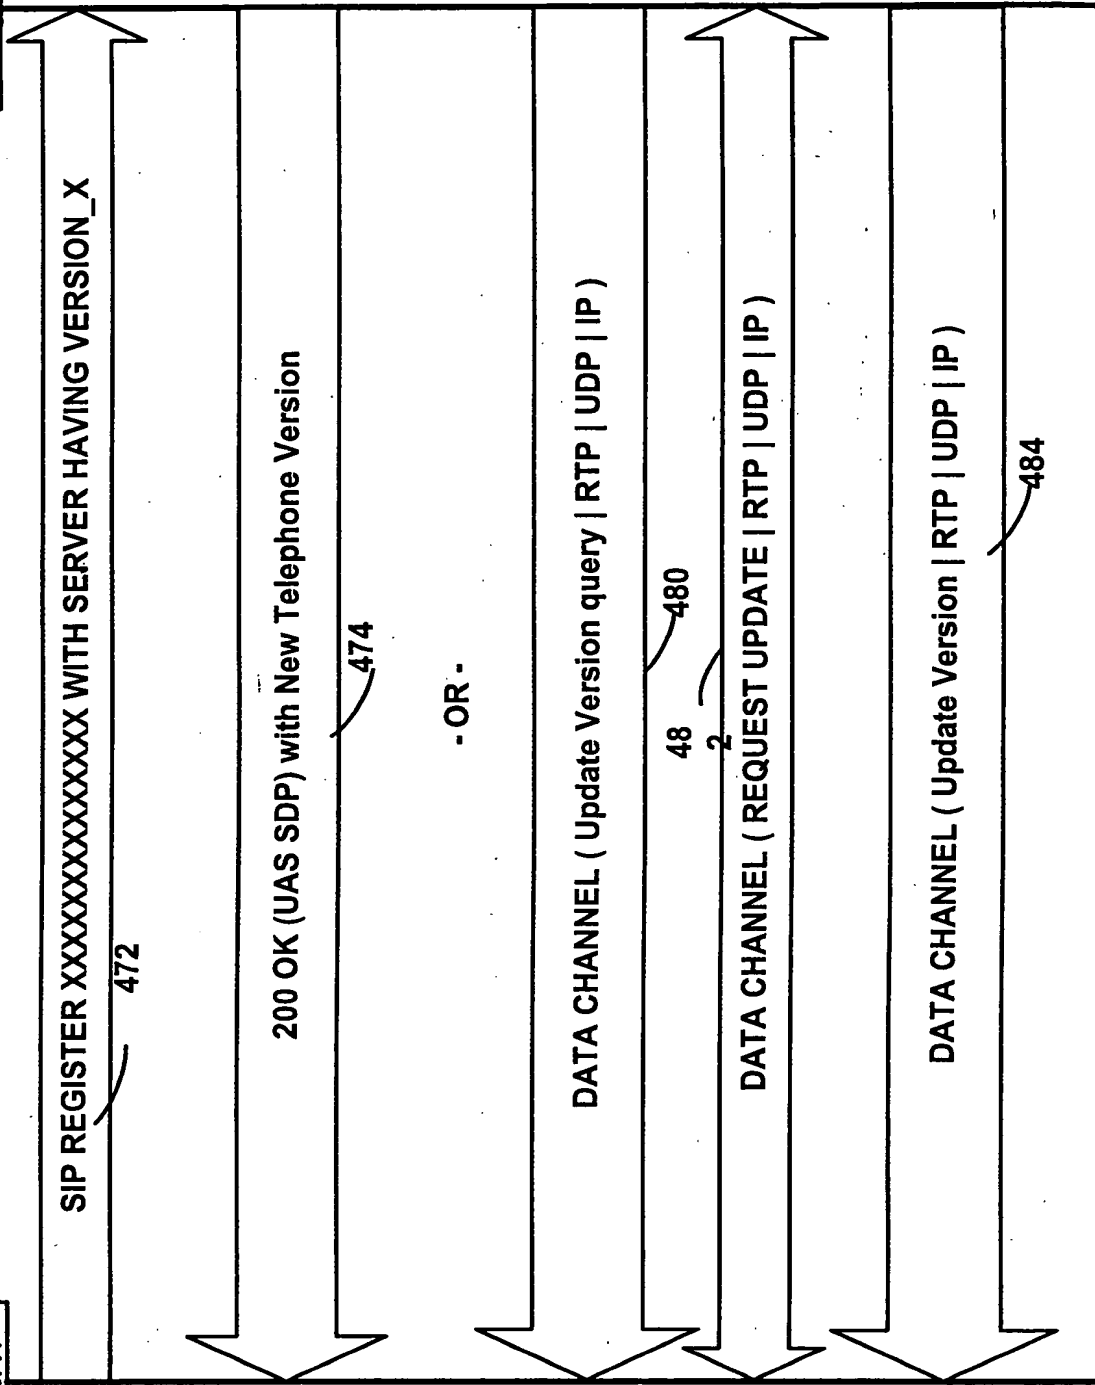 SIP REGISTER XXXXXXXXXXXXXXX WITH SERVER HAVING VERSION_X
472
200 OK (UAS SDP) with New Telephone Version
474
- OR -
DATA CHANNEL ( Update Version query | RTP | UDP | IP )
480
48
2
DATA CHANNEL ( REQUEST UPDATE | RTP | UDP | IP )
DATA CHANNEL ( Update Version | RTP | UDP | IP )
484